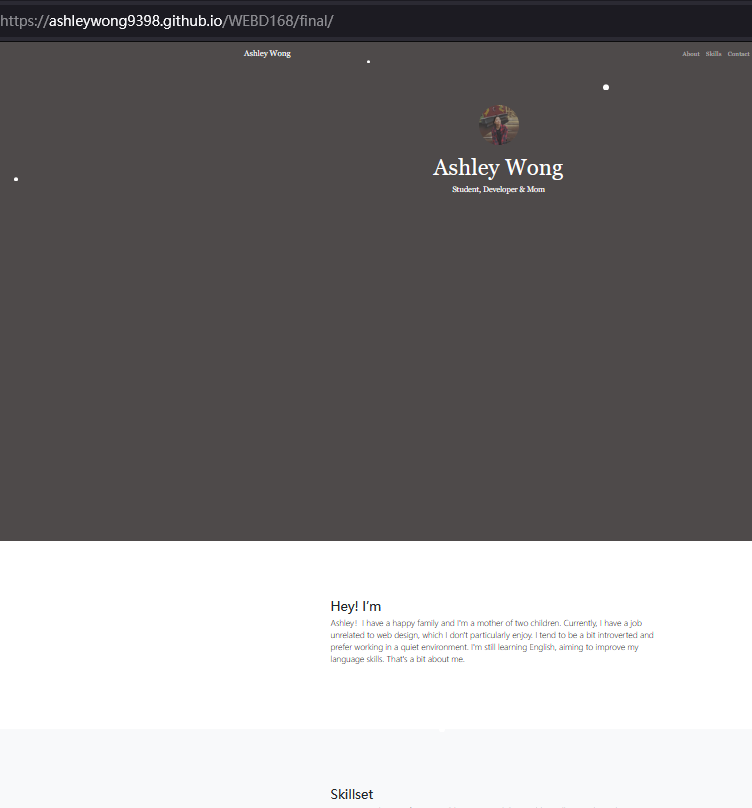 https://ashleywong9398.github.io/WEBD168/final/
Ashley Wong
About Skills Contact
Ashley Wong
Student, Developer & Mom
Hey! I'm
Ashley! I have a happy family and I'm a mother of two children. Currently, I have a job
unrelated to web design, which I don't particularly enjoy. I tend to be a bit introverted and
prefer working in a quiet environment. I'm still learning English, aiming to improve my
language skills. That's a bit about me.
Skillset